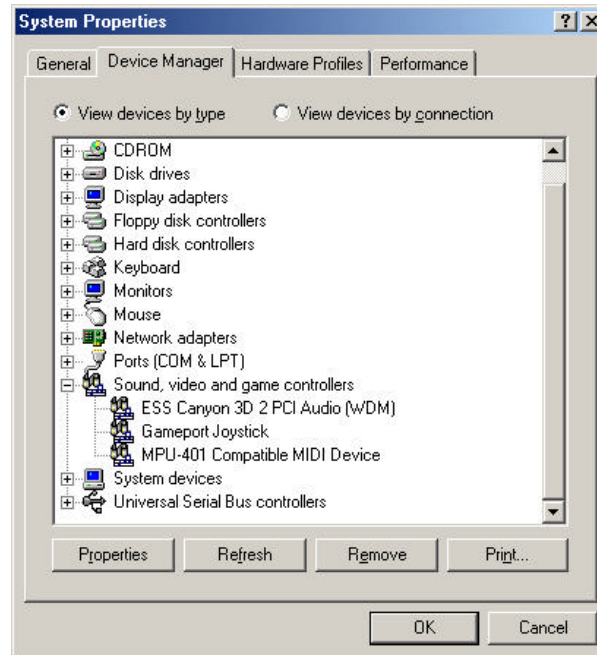 System Properties
General Device Manager Hardware Profiles Performance
View devices by type View devices by connection
CDROM
Disk drives
Display adapters
Floppy disk controllers
Hard disk controllers
Keyboard
Monitors
Mouse
Network adapters
Ports (COM & LPT)
Sound, video and game controllers
ESS Canyon 3D 2 PCI Audio (WDM)
Gameport Joystick
MPU-401 Compatible MIDI Device
System devices
Universal Serial Bus controllers
Properties Refresh Remove Print...
OK Cancel